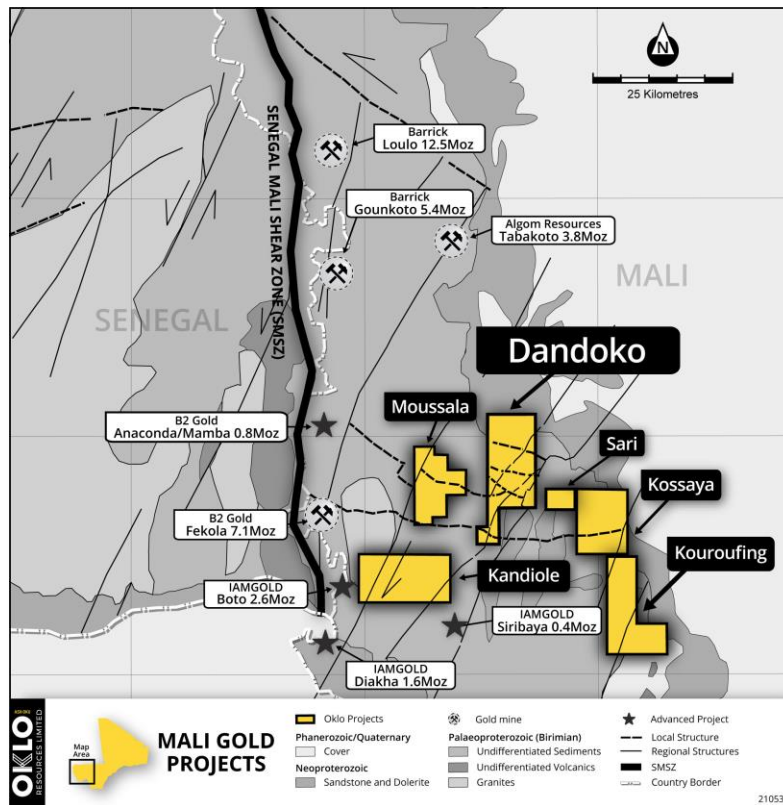 N
25 Kilometres
SENEGAL MALI SHEAR ZONE (SMSZ)
Barrick
Loulo 12.5Moz
Barrick
Gounkoto 5.4Moz
Algom Resources
Tabakoto 3.8Moz
SENEGAL
MALI
Dandoko
Moussala
B2 Gold
Anaconda/Mamba 0.8Moz
Sari
Kossaya
B2 Gold
Fekola 7.1Moz
Kouroufing
Kandiole
IAMGOLD
Boto 2.6Moz
IAMGOLD
Siribaya 0.4Moz
IAMGOLD
Diakha 1.6Moz
OKLO
RESOURCES LIMITED
Map
Area
MALI GOLD
PROJECTS
Oklo Projects
Phanerozoic/Quaternary
Cover
Neoproterozoic
Sandstone and Dolerite
Gold mine
Palaeoproterozoic (Birimian)
Undifferentiated Sediments
Undifferentiated Volcanics
Granites
Advanced Project
Local Structure
Regional Structures
SMSZ
Country Border
21053